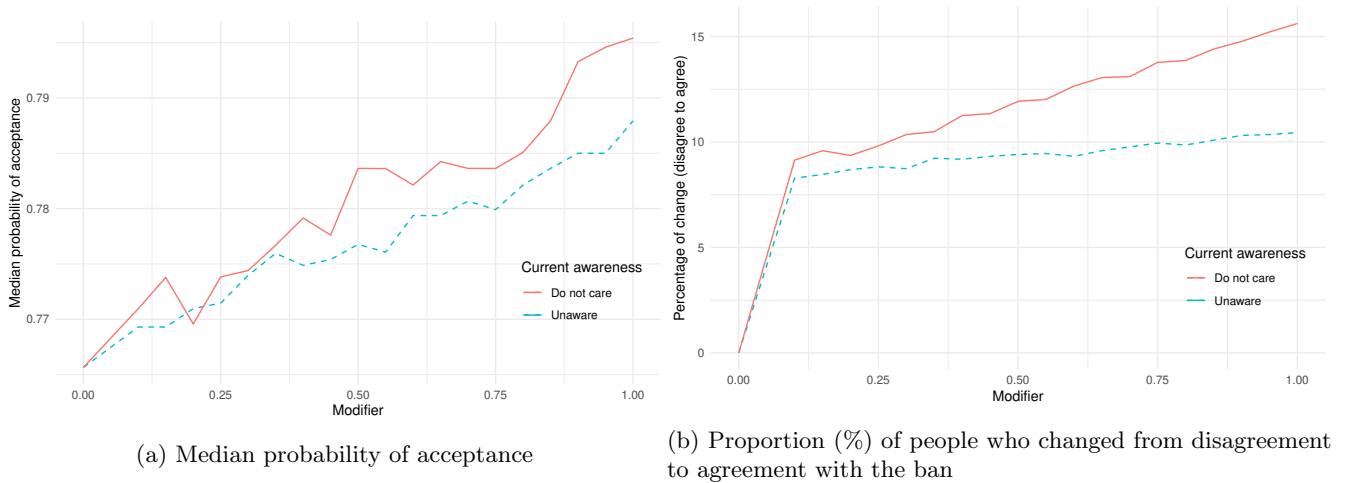 Median probability of acceptance
0.79
0.78
0.77
0.00
0.25
0.50
0.75
1.00
Modifier
Current awareness
Do not care
Unaware
(a) Median probability of acceptance
Percentage of change (disagree to agree)
15
10
5
0
0.00
0.25
0.50
0.75
1.00
Modifier
Current awareness
Do not care
Unaware
(b) Proportion (%) of people who changed from disagreement
to agreement with the ban